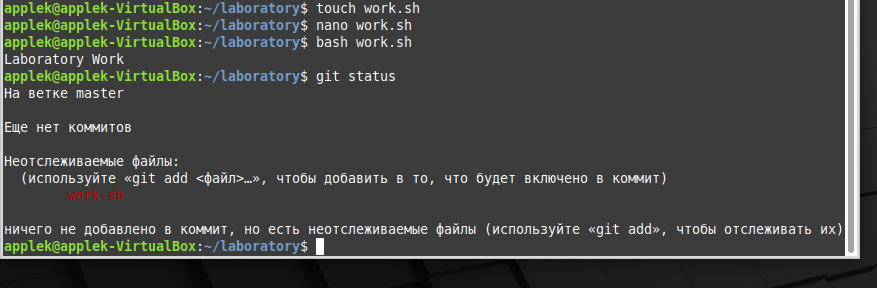 applek@applek-VirtualBox:~/laboratory$ touch work.sh
applek@applek-VirtualBox:~/laboratory$ nano work.sh
applek@applek-VirtualBox:~/laboratory$ bash work.sh
Laboratory Work
applek@applek-VirtualBox:~/laboratory$ git status
На ветке master
Еще нет коммитов
Неотслеживаемые файлы:
(используйте «git add <файл>…», чтобы добавить в то, что будет включено в коммит)
work.sh
ничего не добавлено в коммит, но есть неотслеживаемые файлы (используйте «git add», чтобы отслеживать их)
applek@applek-VirtualBox:~/laboratory$